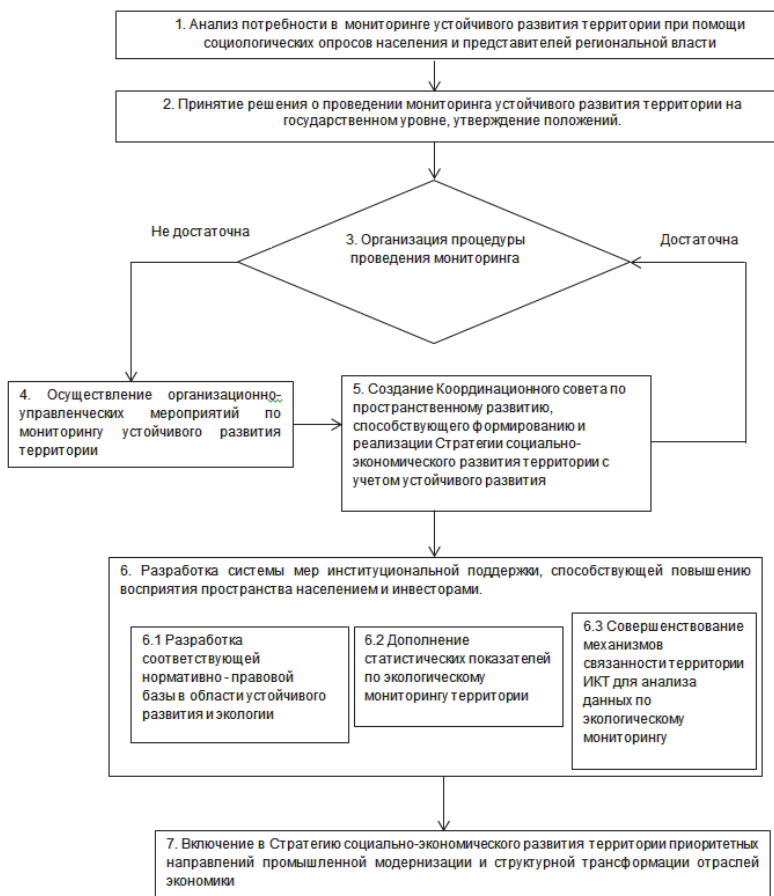 1. Анализ потребности в мониторинге устойчивого развития территории при помощи
социологических опросов населения и представителей региональной власти
2. Принятие решения о проведении мониторинга устойчивого развития территории на
государственном уровне, утверждение положений.
Не достаточна
3. Организация процедуры
проведения мониторинга
Достаточна
4. Осуществление организационно-
управленческих мероприятий по
мониторингу устойчивого развития
территории
5. Создание Координационного совета по
пространственному развитию,
способствующего формированию и
реализации Стратегии социально-
экономического развития территории с
учетом устойчивого развития
6. Разработка системы мер институциональной поддержки, способствующей повышению
восприятия пространства населением и инвесторами.
6.1 Разработка
соответствующей
нормативно - правовой
базы в области устойчивого
развития и экологии
6.2 Дополнение
статистических показателей
по экологическому
мониторингу территории
6.3 Совершенствование
механизмов
связанности территории
ИКТ для анализа
данных по
экологическому
мониторингу
7. Включение в Стратегию социально-экономического развития территории приоритетных
направлений промышленной модернизации и структурной трансформации отраслей
экономики